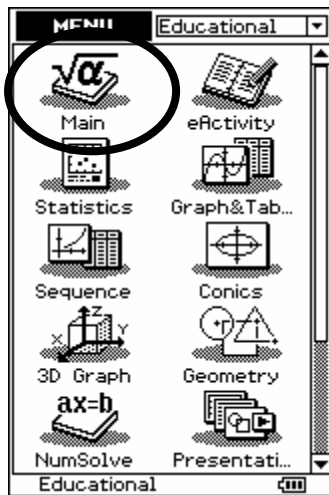 MENU Educational
√α
Main eActivity
Statistics Graph&Tab...
Sequence Conics
Z
X Y
3D Graph Geometry
ax=b
NumSolve Presentati...
Educational